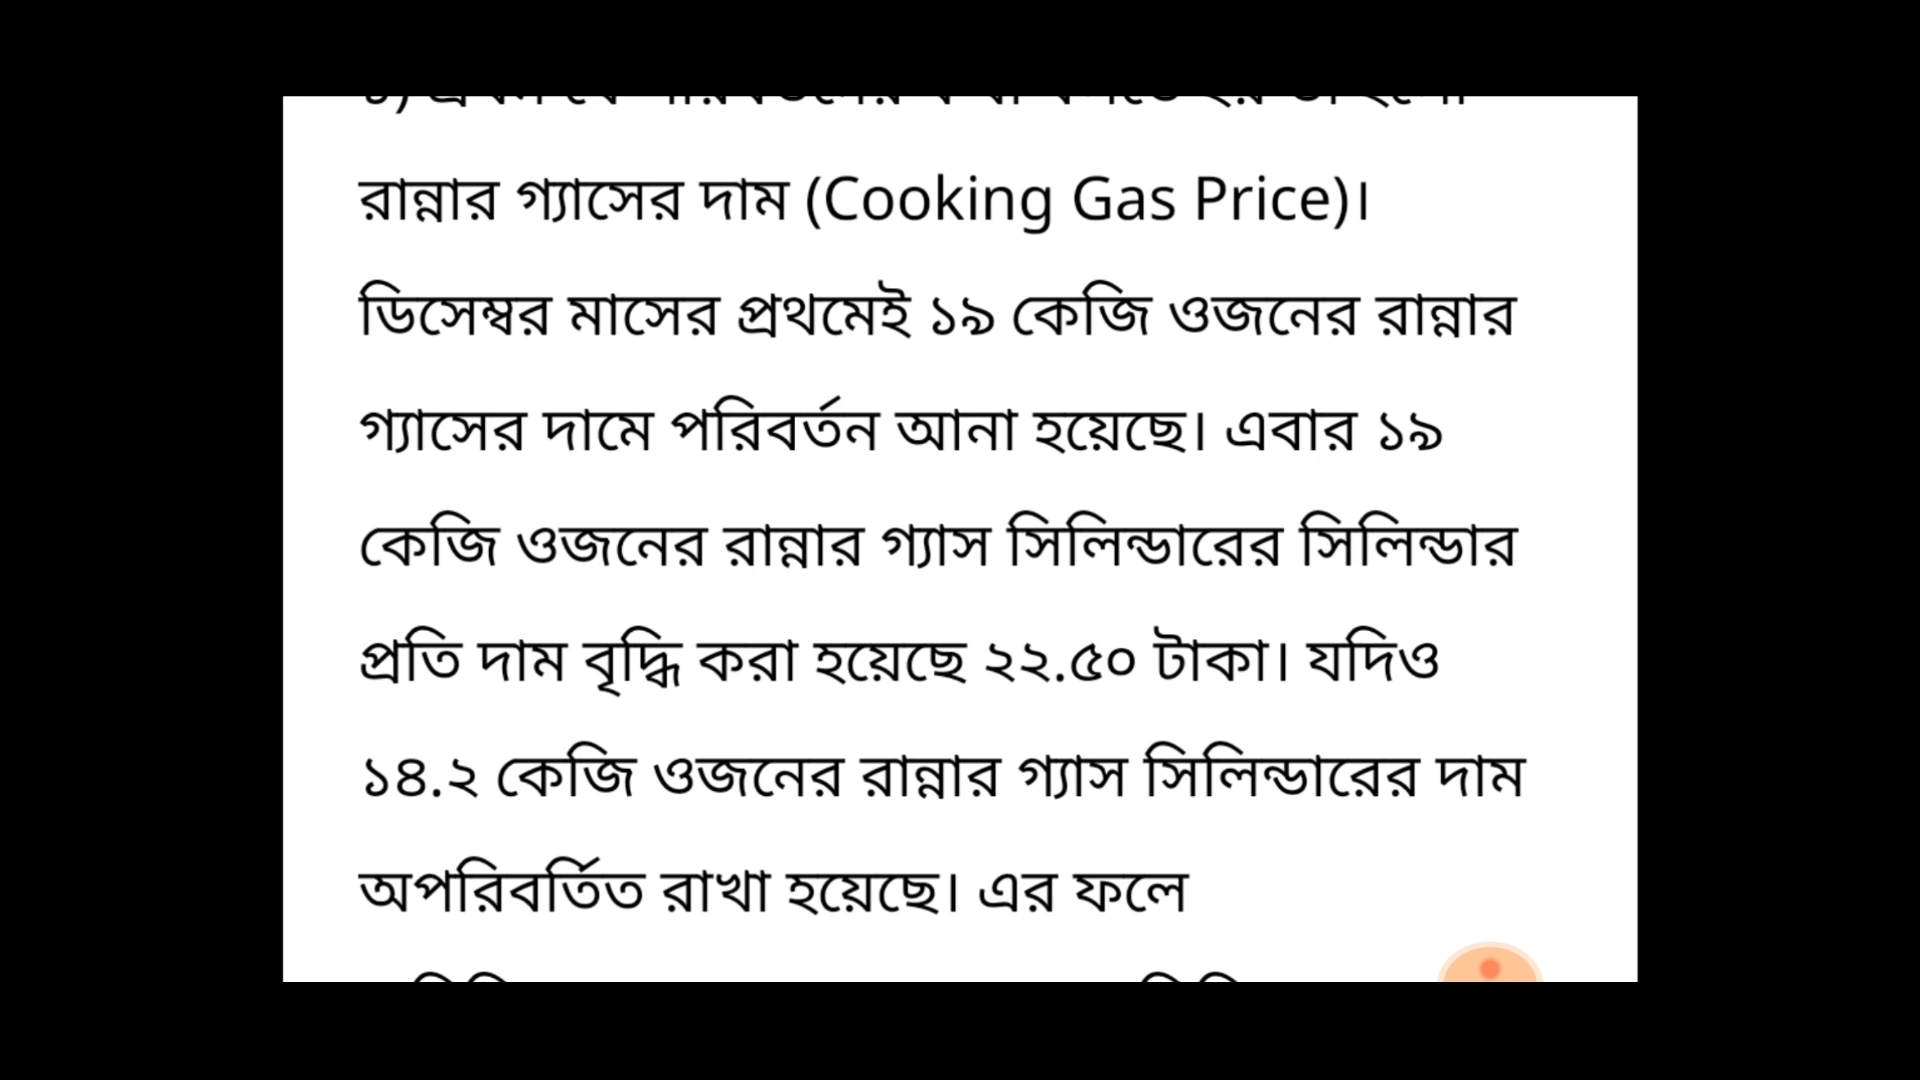 রান্নার গ্যাসের দাম (Cooking Gas Price)।
ডিসেম্বর মাসের প্রথমেই ১৯ কেজি ওজনের রান্নার
গ্যাসের দামে পরিবর্তন আনা হয়েছে। এবার ১৯
কেজি ওজনের রান্নার গ্যাস সিলিন্ডারের সিলিন্ডার
প্রতি দাম বৃদ্ধি করা হয়েছে ২২.৫০ টাকা। যদিও
১৪.২ কেজি ওজনের রান্নার গ্যাস সিলিন্ডারের দাম
অপরিবর্তিত রাখা হয়েছে। এর ফলে